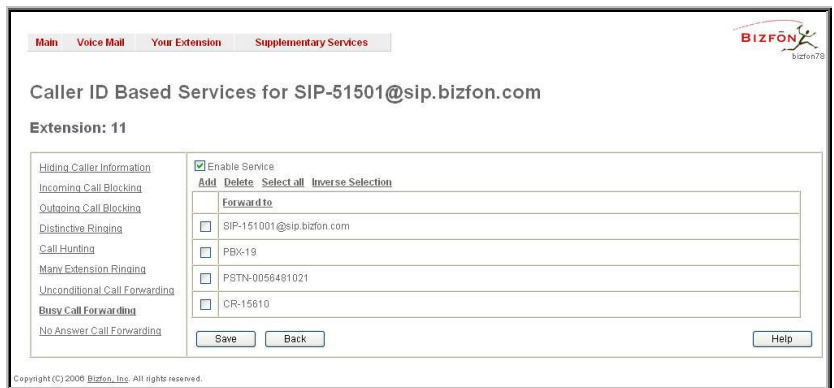 Main Voice Mail Your Extension Supplementary Services
BIZFŌN
bizfon78
Caller ID Based Services for SIP-51501@sip.bizfon.com
Extension: 11
Hiding Caller Information
Incoming Call Blocking
Outgoing Call Blocking
Distinctive Ringing
Call Hunting
Many Extension Ringing
Unconditional Call Forwarding
Busy Call Forwarding
No Answer Call Forwarding
Enable Service
Add Delete Select all Inverse Selection
Forward to
SIP-151001@sip.bizfon.com
PBX-19
PSTN-0056481021
CR-15610
Save Back Help
Copyright (C) 2006 Bizfon, Inc. All rights reserved.